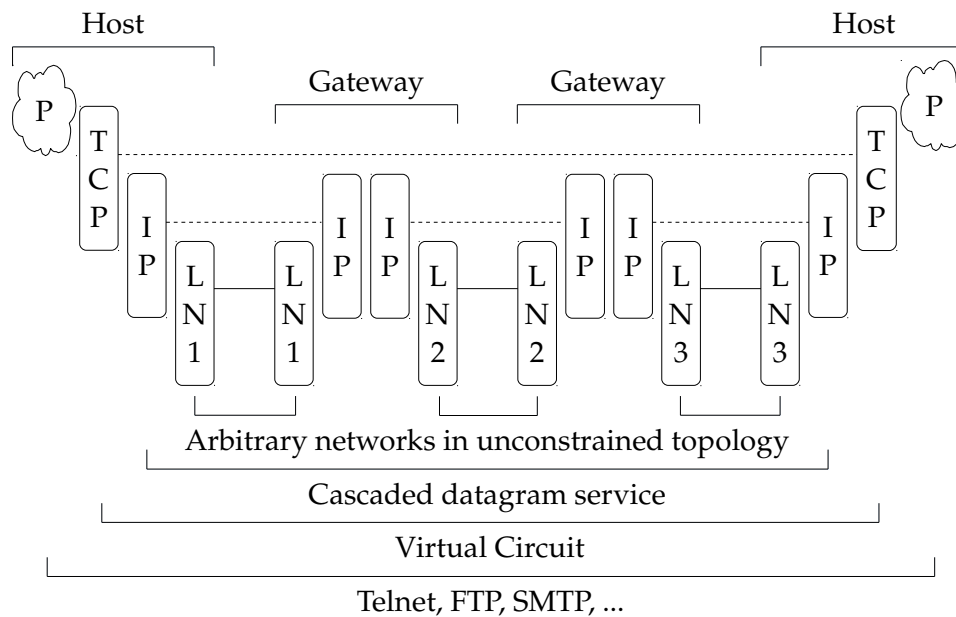 Host
Host
Gateway
Gateway
P
P
TCP
TCP
IP
IP
IP
IP
IP
IP
LN1
LN1
LN2
LN2
LN3
LN3
Arbitrary networks in unconstrained topology
Cascaded datagram service
Virtual Circuit
Telnet, FTP, SMTP, ...